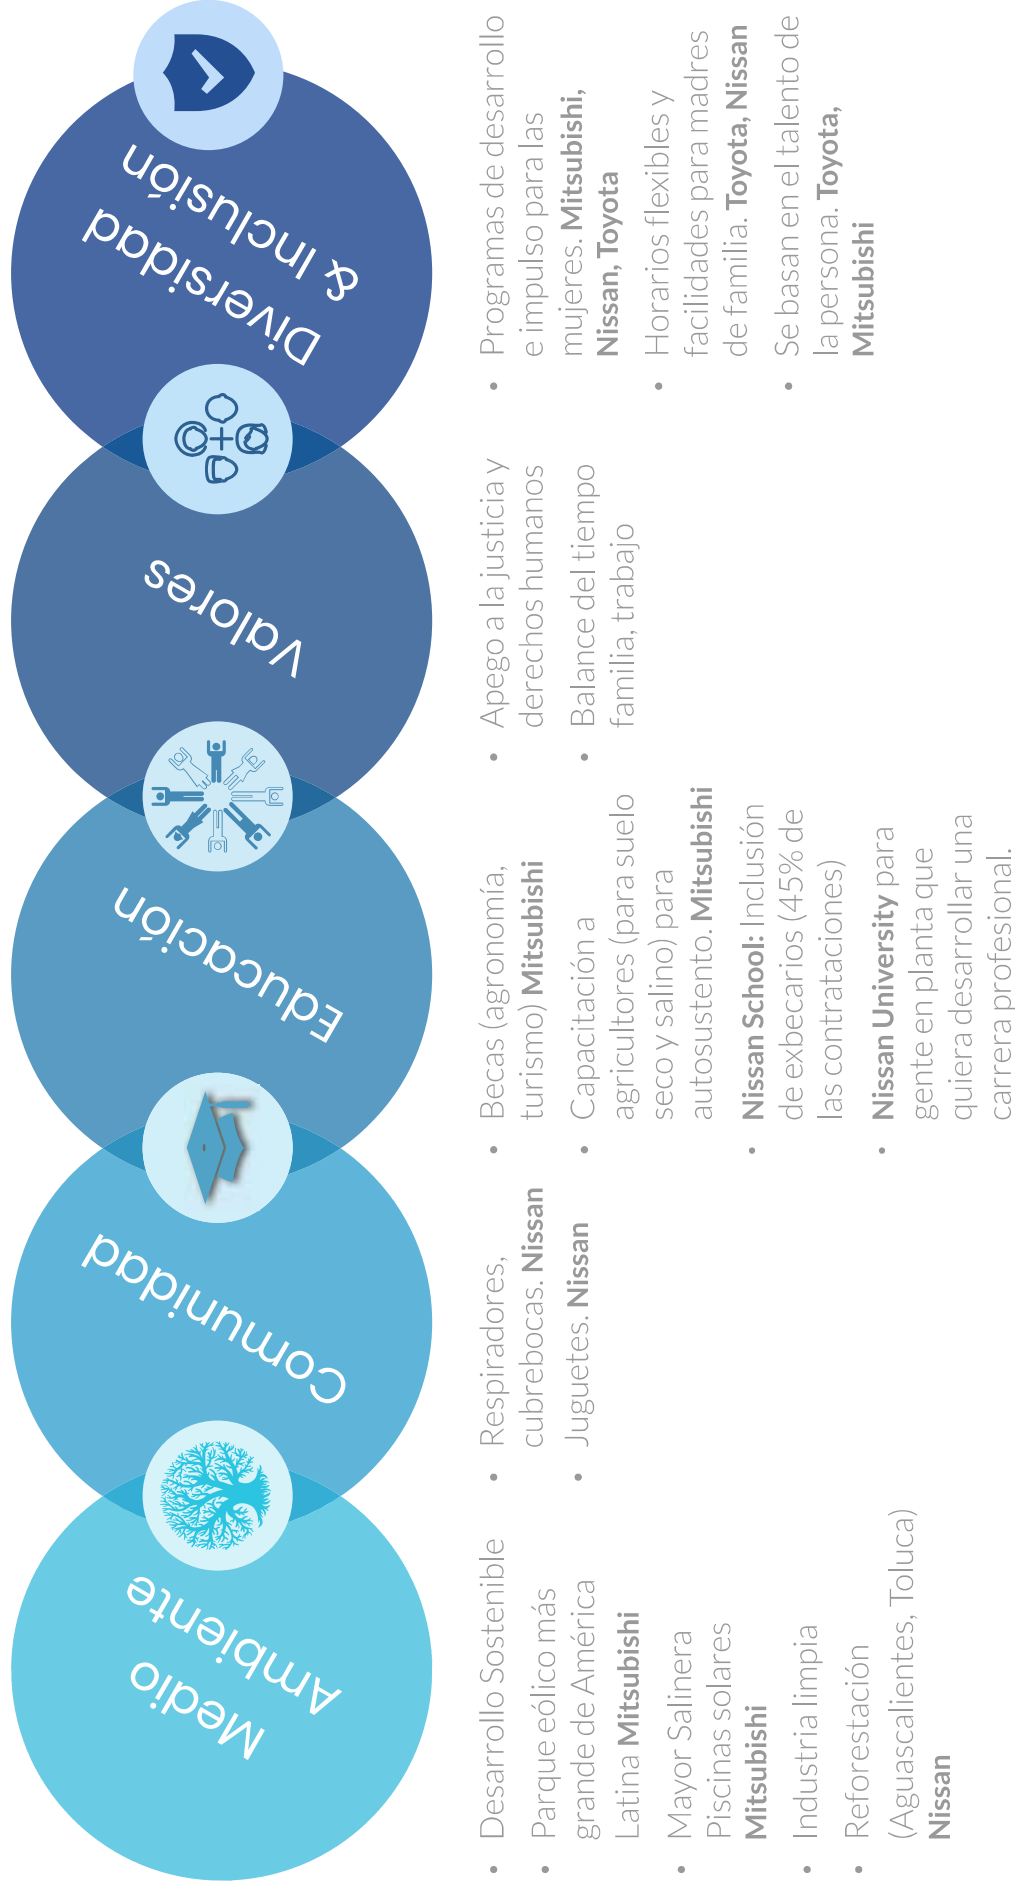 Medio
Ambiente
Comunidad
Educación
Valores
Diversidad
& Inclusión
• Desarrollo Sostenible
• Parque eólico más
grande de América
Latina Mitsubishi
• Mayor Salinera
Piscinas solares
Mitsubishi
• Industria limpia
• Reforestación
(Aguascalientes, Toluca)
Nissan
• Respiradores,
cubrebocas. Nissan
• Juguetes. Nissan
• Becas (agronomía,
turismo) Mitsubishi
• Capacitación a
agricultores (para suelo
seco y salino) para
autosustento. Mitsubishi
• Nissan School: Inclusión
de exbecarios (45% de
las contrataciones)
• Nissan University para
gente en planta que
quiera desarrollar una
carrera profesional.
• Apego a la justicia y
derechos humanos
• Balance del tiempo
familia, trabajo
• Programas de desarrollo
e impulso para las
mujeres. Mitsubishi,
Nissan, Toyota
• Horarios flexibles y
facilidades para madres
de familia. Toyota, Nissan
• Se basan en el talento de
la persona. Toyota,
Mitsubishi